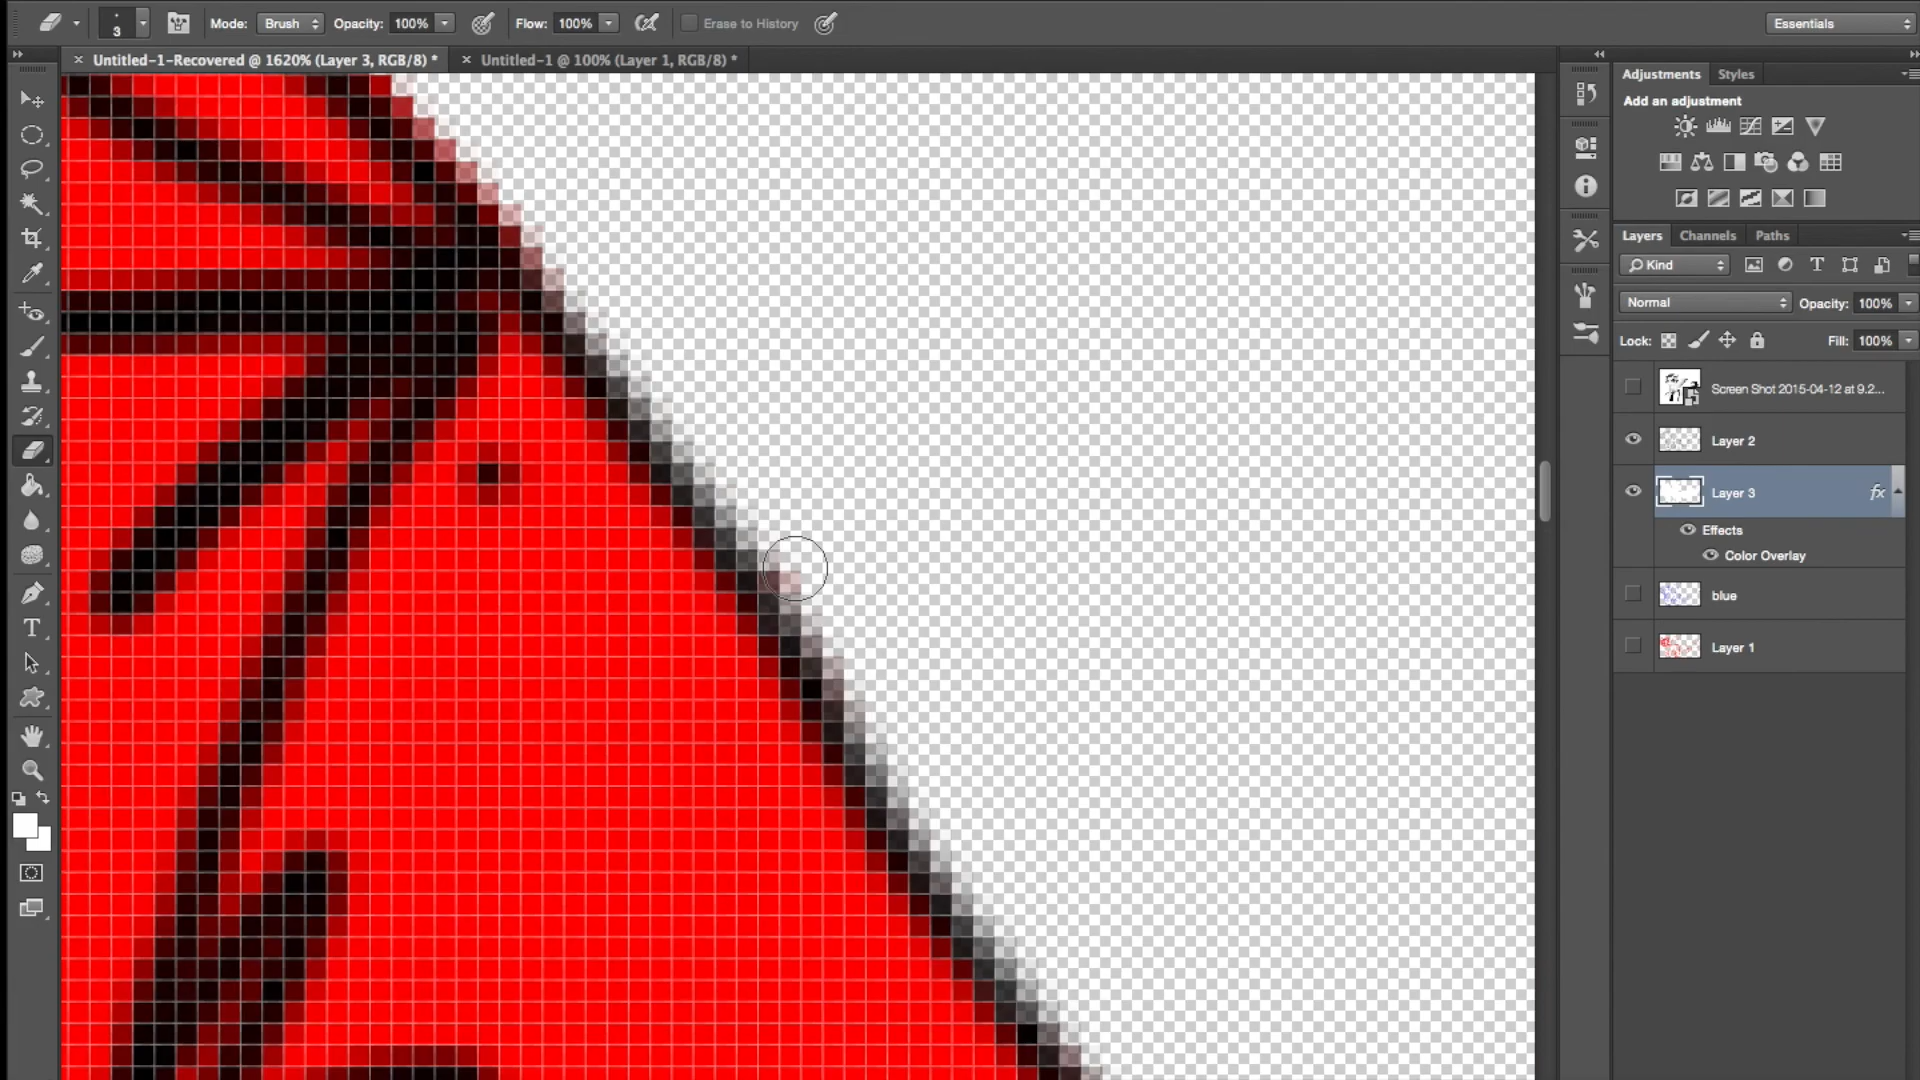 3 Mode: Brush Opacity: 100% Flow: 100% Erase to History Essentials
× Untitled-1-Recovered @ 1620% (Layer 3, RGB/8) * × Untitled-1 @ 100% (Layer 1, RGB/8) *
Adjustments Styles
Add an adjustment
Layers Channels Paths
Kind
Normal Opacity: 100%
Lock: Fill: 100%
Screen Shot 2015-04-12 at 9.2...
Layer 2
Layer 3 fx
Effects
Color Overlay
blue
Layer 1